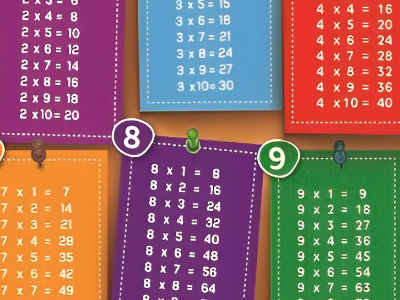 2 x 3 = 6
2 x 4 = 8
2 x 5 = 10
2 x 6 = 12
2 x 7 = 14
2 x 8 = 16
2 x 9 = 18
2 x10 = 20
3 x 5 = 15
3 x 6 = 18
3 x 7 = 21
3 x 8 = 24
3 x 9 = 27
3 x10= 30
4 x 4 = 16
4 x 5 = 20
4 x 6 = 24
4 x 7 = 28
4 x 8 = 32
4 x 9 = 36
4 x10 = 40
7 x 1 = 7
7 x 2 = 14
7 x 3 = 21
7 x 4 = 28
7 x 5 = 35
7 x 6 = 42
7 x 7 = 49
8
8 x 1 = 8
8 x 2 = 16
8 x 3 = 24
8 x 4 = 32
8 x 5 = 40
8 x 6 = 48
8 x 7 = 56
8 x 8 = 64
9
9 x 1 = 9
9 x 2 = 18
9 x 3 = 27
9 x 4 = 36
9 x 5 = 45
9 x 6 = 54
9 x 7 = 63